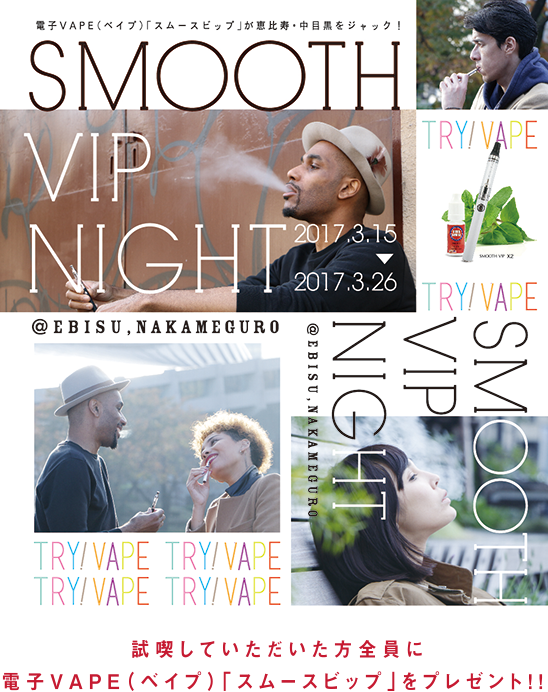 電子VAPE(ベイプ)「スムースビップ」が恵比寿・中目黒をジャック!
SMOOTH
VIP
NIGHT
2017.3.15
▼
2017.3.26
@EBISU,NAKAMEGURO
TRY!VAPE
SMOOTH VIP X2
TRY!VAPE
SMOOTH
VIP
NIGHT
@EBISU,NAKAMEGURO
TRY!VAPE TRY!VAPE
TRY!VAPE TRY!VAPE
試喫していただいた方全員に
電子VAPE(ベイプ)「スムースビップ」をプレゼント!!